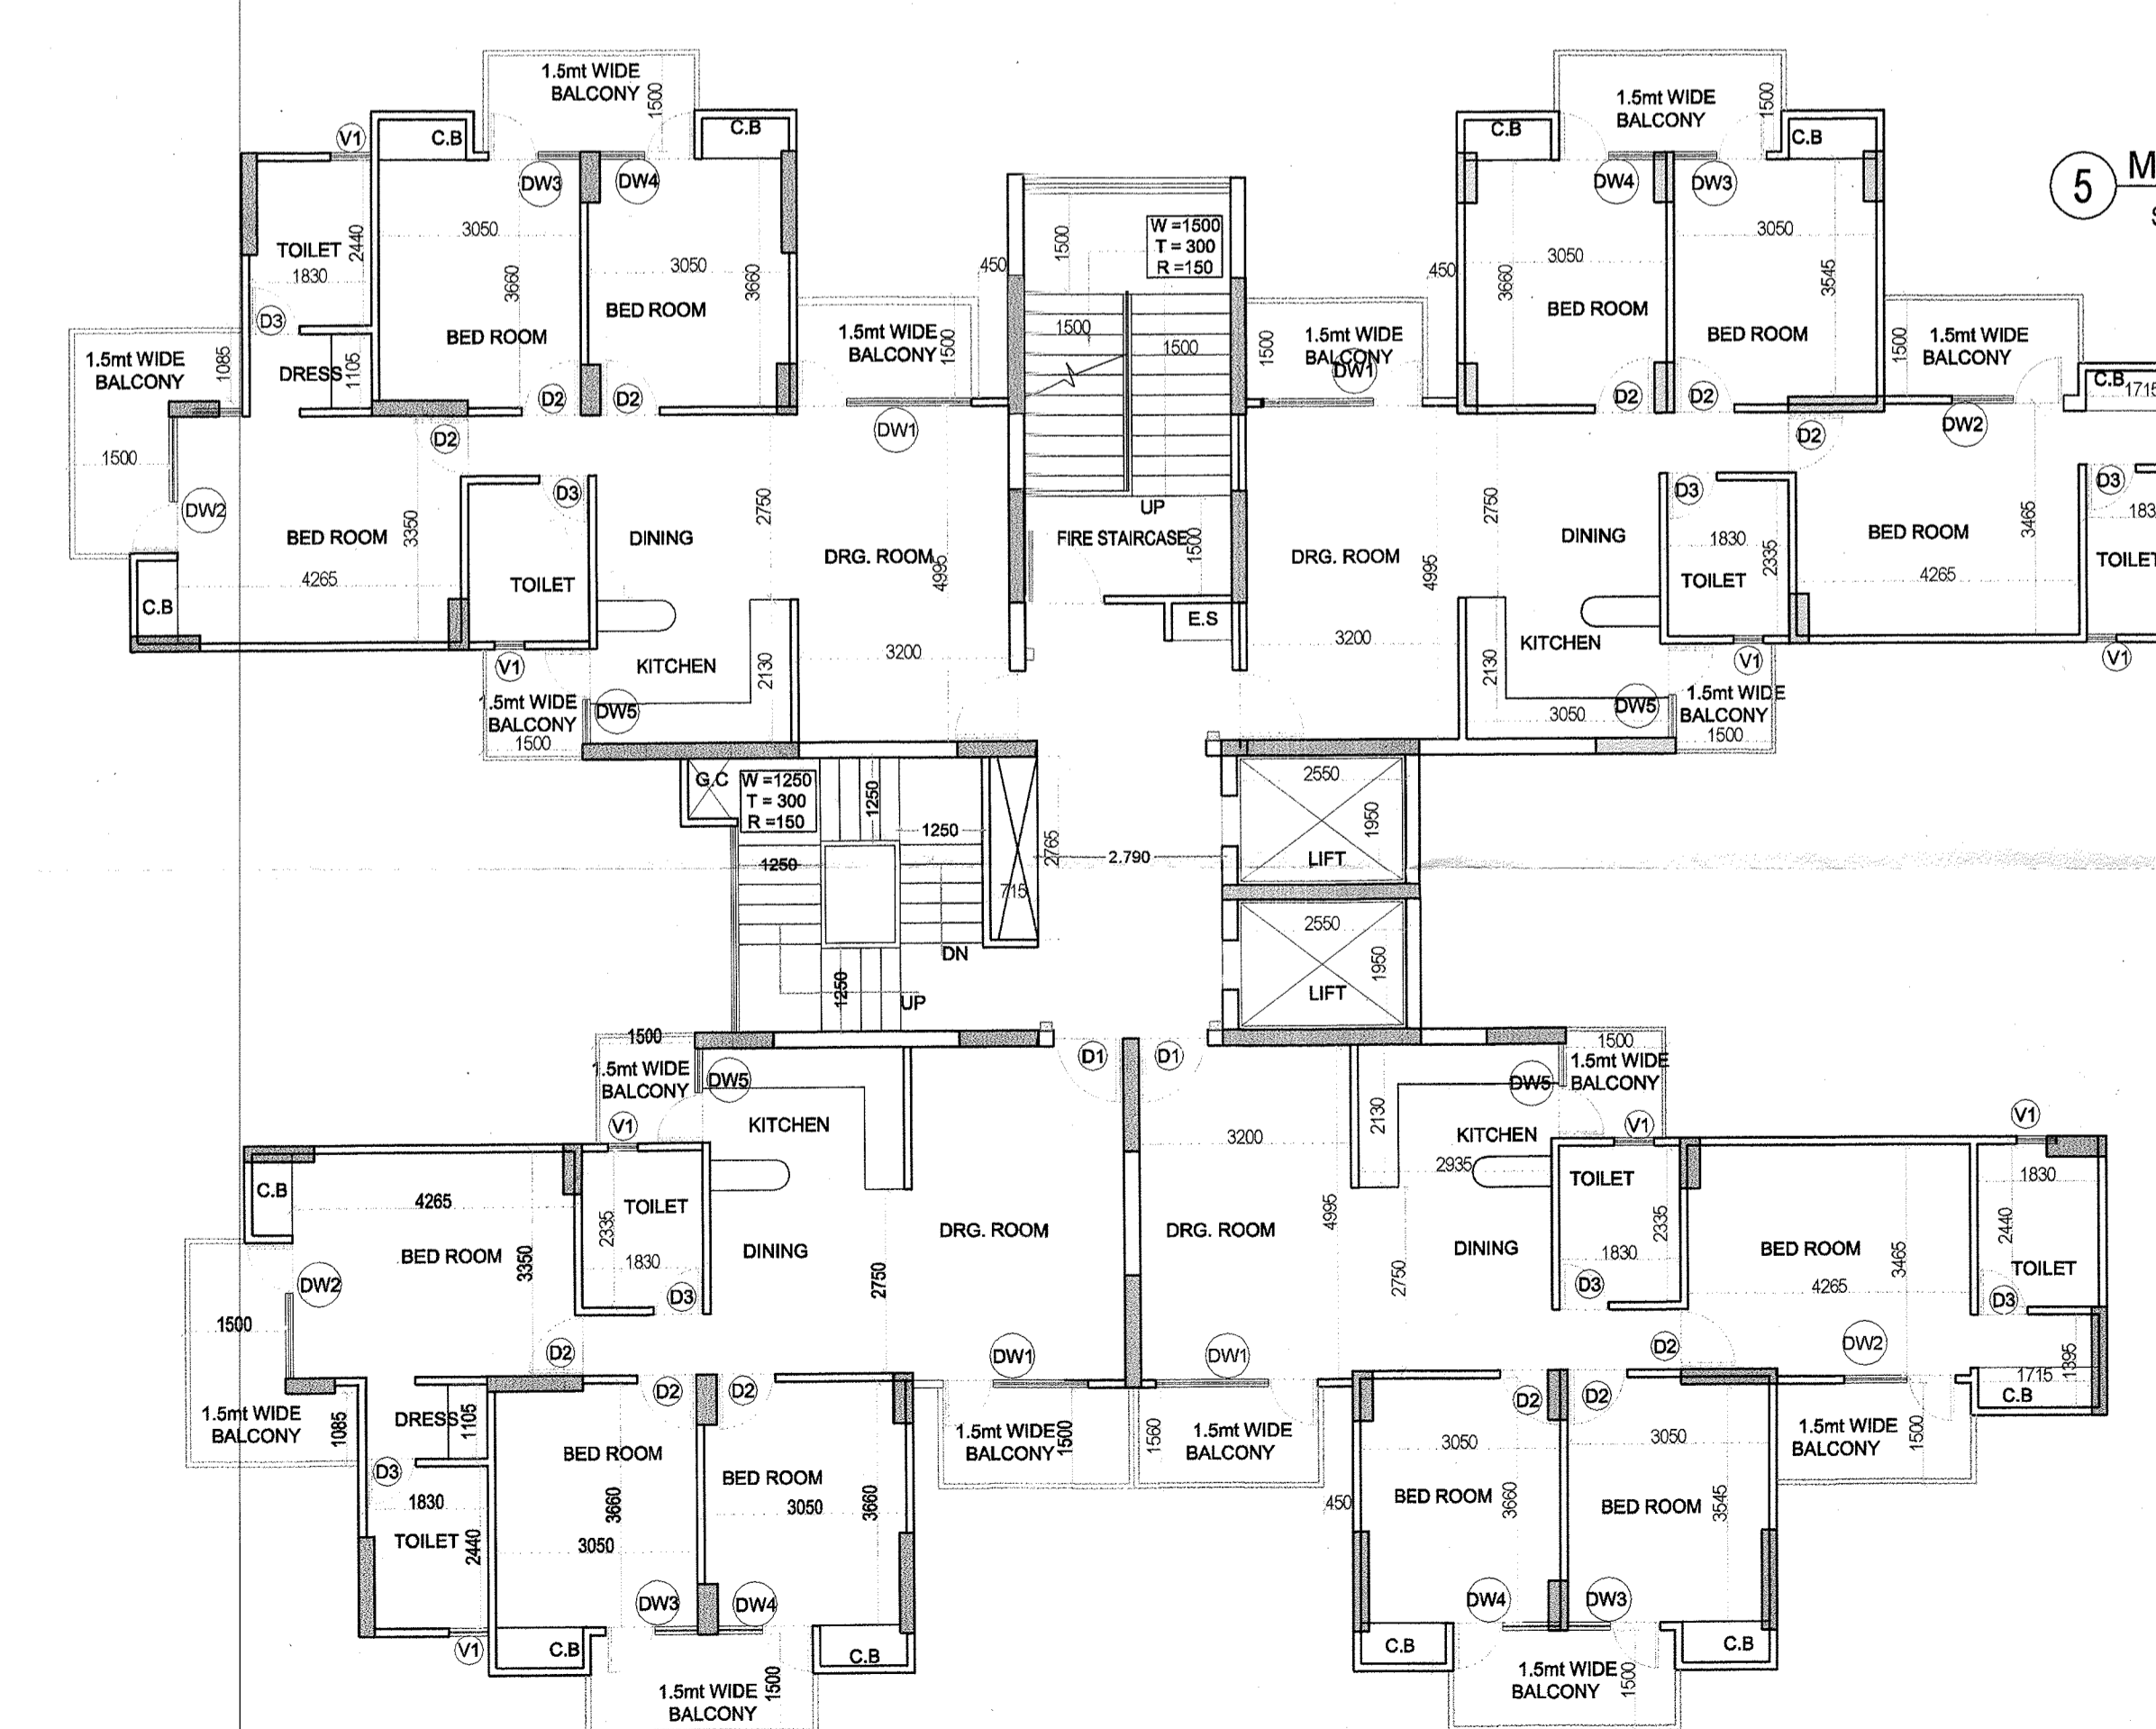 1.5mt WIDE
BALCONY
1500
C.B
C.B
V1
DW3
DW4
TOILET
2440
1830
3050
3660
BED ROOM
3050
3660
BED ROOM
D3
1.5mt WIDE
BALCONY
1085
DRESS
1105
D2
D2
450
1.5mt WIDE
BALCONY
1500
DW1
1500
W =1500
T = 300
R =150
1500
1500
UP
FIRE STAIRCASE
1500
E.S
1500
DW2
D2
BED ROOM
3350
4265
C.B
D3
TOILET
DINING
2750
DRG. ROOM
4995
3200
KITCHEN
2130
V1
1.5mt WIDE
BALCONY
1500
DW5
1.5mt WIDE
BALCONY
1500
C.B
C.B
DW4
DW3
3050
3660
BED ROOM
3050
3545
BED ROOM
450
1500
1.5mt WIDE
BALCONY
DW1
D2
D2
1500
1.5mt WIDE
BALCONY
C.B
1715
DW2
D2
5
M
2750
DRG. ROOM
4995
DINING
D3
1830
2335
TOILET
BED ROOM
3465
4265
D3
183
TOILET
3200
KITCHEN
2130
3050
DW5
V1
1.5mt WIDE
BALCONY
1500
V1
G.C
W =1250
T = 300
R =150
1250
1250
1250
1250
715
2765
2.790
2550
1950
LIFT
2550
1950
LIFT
DN
UP
1500
1.5mt WIDE
BALCONY
DW5
V1
KITCHEN
D1
D1
C.B
4265
BED ROOM
3350
DW2
1500
TOILET
2335
1830
D3
DINING
2750
DRG. ROOM
D2
D2
D2
DW1
1.5mt WIDE
BALCONY
1085
DRESS
1105
D3
1830
TOILET
2440
V1
BED ROOM
3660
3050
DW3
C.B
BED ROOM
3050
3660
DW4
C.B
1.5mt WIDE
BALCONY
1500
1.5mt WIDE
BALCONY
1500
3200
DRG. ROOM
4995
DW1
2130
KITCHEN
2935
DINING
2750
DW5
1500
1.5mt WIDE
BALCONY
V1
TOILET
2335
1830
D3
D2
BED ROOM
3465
4265
DW2
V1
1830
2440
TOILET
D3
1715
1395
C.B
1560
1.5mt WIDE
BALCONY
450
D2
D2
3050
BED ROOM
3660
3050
BED ROOM
3545
1.5mt WIDE
BALCONY
1500
DW4
DW3
C.B
C.B
1.5mt WIDE
BALCONY
1500